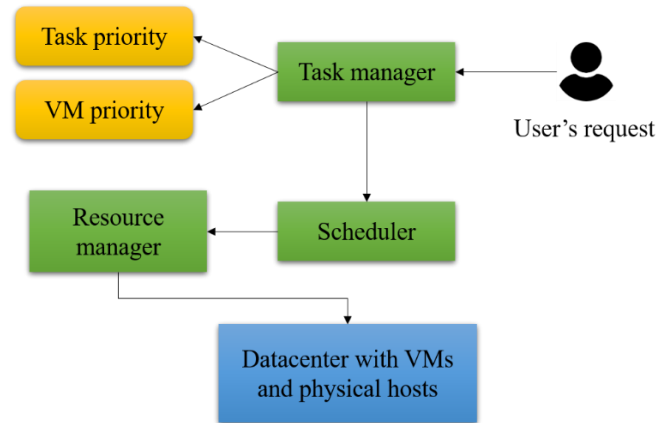 Task priority
VM priority
Task manager
User’s request
Resource
manager
Scheduler
Datacenter with VMs
and physical hosts